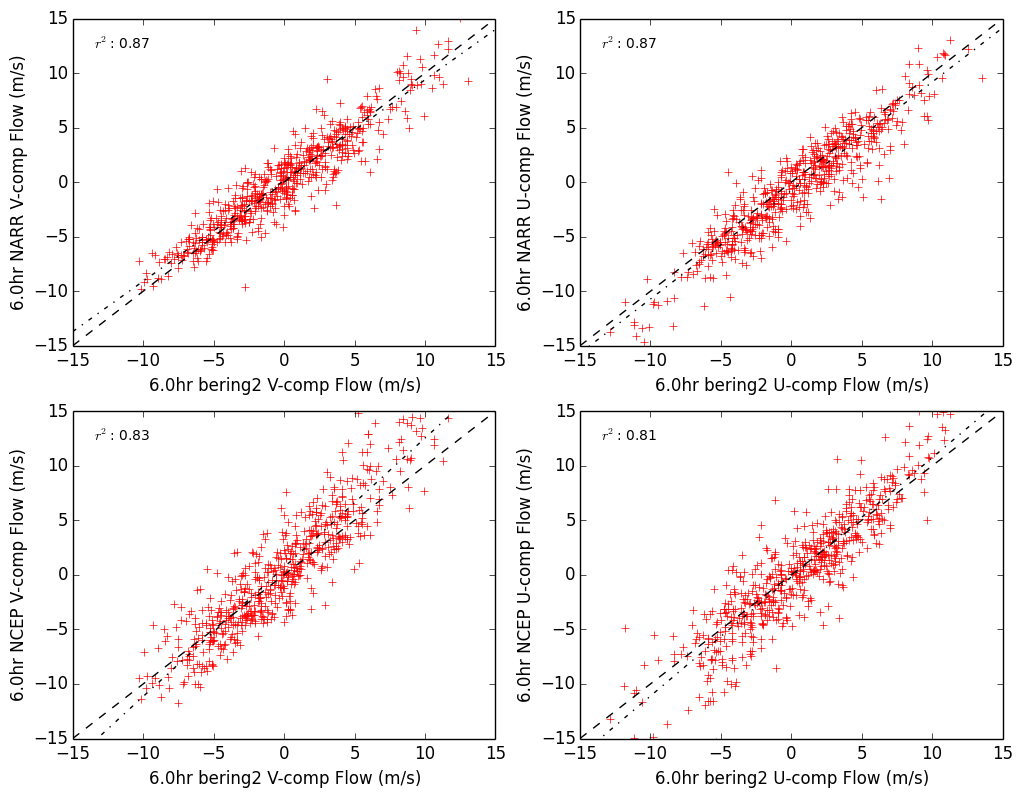 15
10
5
0
−5
−10
−15
6.0hr NARR V-comp Flow (m/s)
r² : 0.87
−15 −10 −5 0 5 10 15
6.0hr bering2 V-comp Flow (m/s)
15
10
5
0
−5
−10
−15
6.0hr NARR U-comp Flow (m/s)
r² : 0.87
−15 −10 −5 0 5 10 15
6.0hr bering2 U-comp Flow (m/s)
15
10
5
0
−5
−10
−15
6.0hr NCEP V-comp Flow (m/s)
r² : 0.83
−15 −10 −5 0 5 10 15
6.0hr bering2 V-comp Flow (m/s)
15
10
5
0
−5
−10
−15
6.0hr NCEP U-comp Flow (m/s)
r² : 0.81
−15 −10 −5 0 5 10 15
6.0hr bering2 U-comp Flow (m/s)